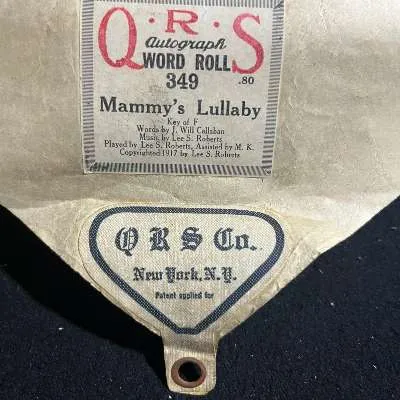 Q·R·S
Autograph
WORD ROLL
349
.80
Mammy's Lullaby
Key of F
Words by J. Will Callahan
Music by Lee S. Roberts
Played by Lee S. Roberts, Assisted by M. K.
Copyrighted 1917 by Lee S. Roberts
Q R S Co.
New York, N.Y.
Patent applied for